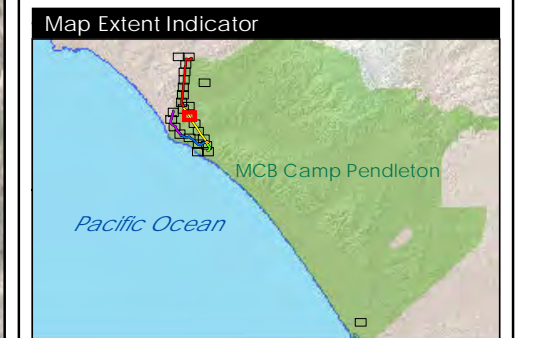 Map Extent Indicator
MCB Camp Pendleton
Pacific Ocean